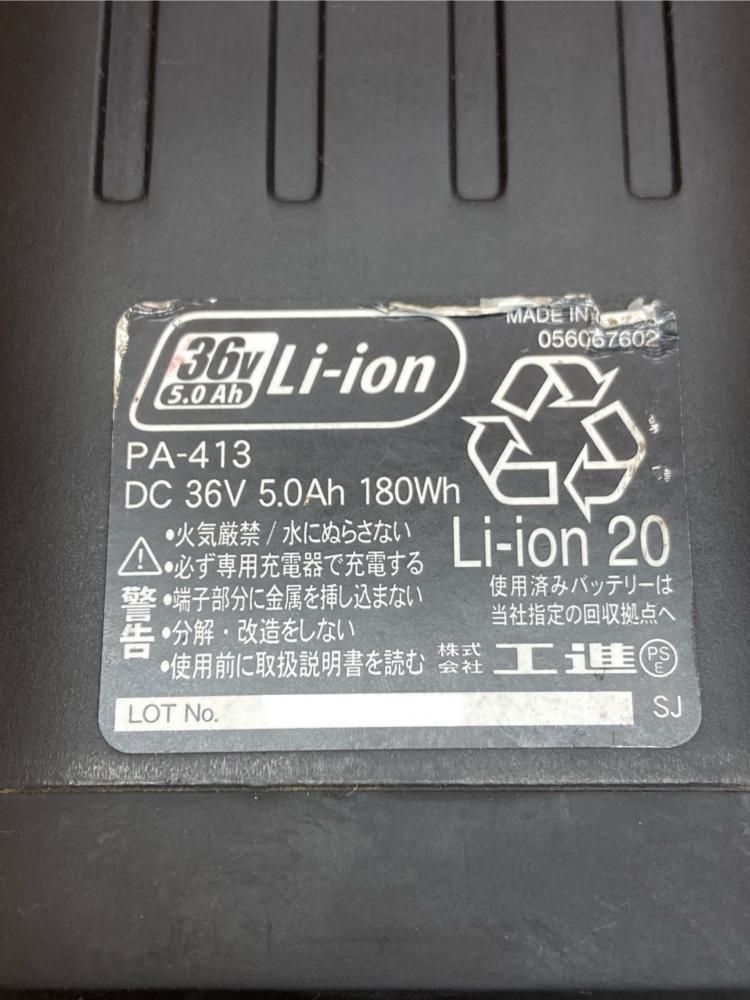 MADE IN
056067602
36V
5.0 Ah
Li-ion
PA-413
DC 36V 5.0Ah 180Wh
Li-ion 20
警告
•火気厳禁 / 水にぬらさない
•必ず専用充電器で充電する
•端子部分に金属を挿し込まない
•分解・改造をしない
•使用前に取扱説明書を読む
使用済みバッテリーは
当社指定の回収拠点へ
株式会社 工進
PSE
LOT No.
SJ